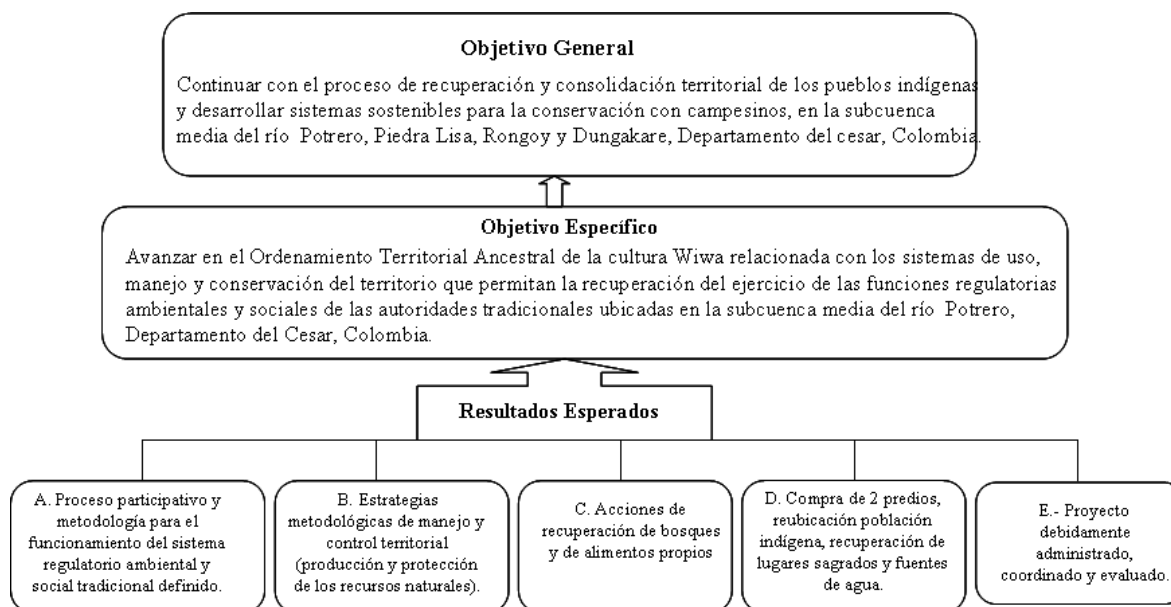 Objetivo General
Continuar con el proceso de recuperación y consolidación territorial de los pueblos indígenas
y desarrollar sistemas sostenibles para la conservación con campesinos, en la subcuenca
media del río Potrero, Piedra Lisa, Rongoy y Dungakare, Departamento del cesar, Colombia.
Objetivo Específico
Avanzar en el Ordenamiento Territorial Ancestral de la cultura Wiwa relacionada con los sistemas de uso,
manejo y conservación del territorio que permitan la recuperación del ejercicio de las funciones regulatorias
ambientales y sociales de las autoridades tradicionales ubicadas en la subcuenca media del río Potrero,
Departamento del Cesar, Colombia.
Resultados Esperados
A. Proceso participativo y
metodología para el
funcionamiento del sistema
regulatorio ambiental y
social tradicional definido.
B. Estrategias
metodológicas de manejo y
control territorial
(producción y protección
de los recursos naturales).
C. Acciones de
recuperación de bosques
y de alimentos propios
D. Compra de 2 predios,
reubicación población
indígena, recuperación de
lugares sagrados y fuentes
de agua.
E.- Proyecto
debidamente
administrado,
coordinado y evaluado.